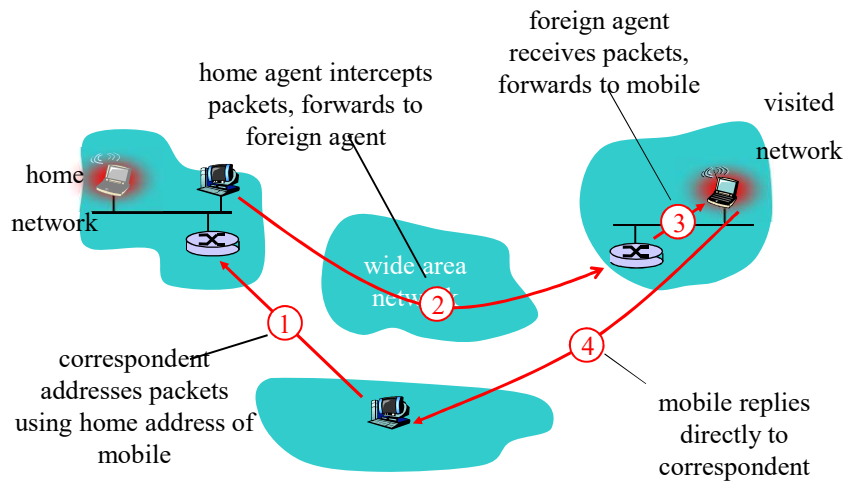 foreign agent
receives packets,
forwards to mobile
home agent intercepts
packets, forwards to
foreign agent
visited
network
home
network
3
wide area
network
2
1
4
correspondent
addresses packets
using home address of
mobile
mobile replies
directly to
correspondent